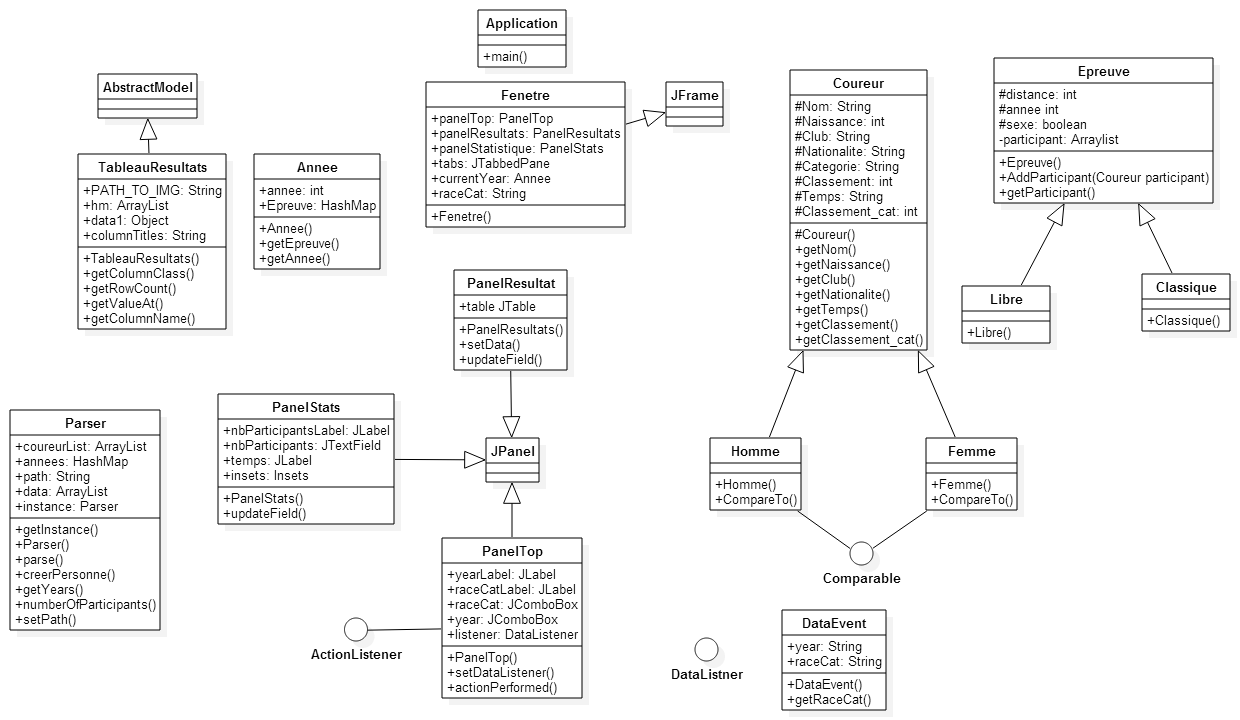 Application
+main()
AbstractModel
TableauResultats
+PATH_TO_IMG: String
+hm: ArrayList
+data1: Object
+columnTitles: String
+TableauResultats()
+getColumnClass()
+getRowCount()
+getValueAt()
+getColumnName()
Annee
+annee: int
+Epreuve: HashMap
+Annee()
+getEpreuve()
+getAnnee()
Fenetre
+panelTop: PanelTop
+panelResultats: PanelResultats
+panelStatistique: PanelStats
+tabs: JTabbedPane
+currentYear: Annee
+raceCat: String
+Fenetre()
JFrame
Coureur
#Nom: String
#Naissance: int
#Club: String
#Nationalite: String
#Categorie: String
#Classement: int
#Temps: String
#Classement_cat: int
#Coureur()
+getNom()
+getNaissance()
+getClub()
+getNationalite()
+getTemps()
+getClassement()
+getClassement_cat()
Epreuve
#distance: int
#annee int
#sexe: boolean
-participant: Arraylist
+Epreuve()
+AddParticipant(Coureur participant)
+getParticipant()
Libre
+Libre()
Classique
+Classique()
PanelResultat
+table JTable
+PanelResultats()
+setData()
+updateField()
Parser
+coureurList: ArrayList
+annees: HashMap
+path: String
+data: ArrayList
+instance: Parser
+getInstance()
+Parser()
+parse()
+creerPersonne()
+getYears()
+numberOfParticipants()
+setPath()
PanelStats
+nbParticipantsLabel: JLabel
+nbParticipants: JTextField
+temps: JLabel
+insets: Insets
+PanelStats()
+updateField()
JPanel
Homme
+Homme()
+CompareTo()
Femme
+Femme()
+CompareTo()
Comparable
PanelTop
+yearLabel: JLabel
+raceCatLabel: JLabel
+raceCat: JComboBox
+year: JComboBox
+listener: DataListener
+PanelTop()
+setDataListener()
+actionPerformed()
ActionListener
DataListner
DataEvent
+year: String
+raceCat: String
+DataEvent()
+getRaceCat()